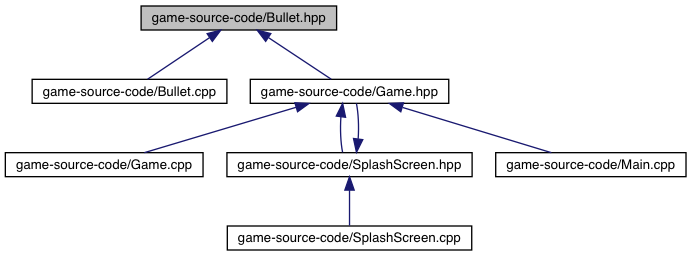 game-source-code/Bullet.hpp
game-source-code/Bullet.cpp
game-source-code/Game.hpp
game-source-code/Game.cpp
game-source-code/SplashScreen.hpp
game-source-code/Main.cpp
game-source-code/SplashScreen.cpp